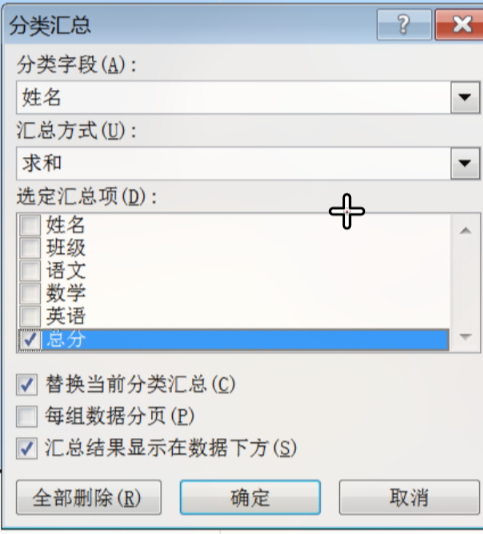 分类汇总
分类字段(A):
姓名
汇总方式(U):
求和
选定汇总项(D):
姓名
班级
语文
数学
英语
总分
替换当前分类汇总(C)
每组数据分页(P)
汇总结果显示在数据下方(S)
全部删除(R) 确定 取消